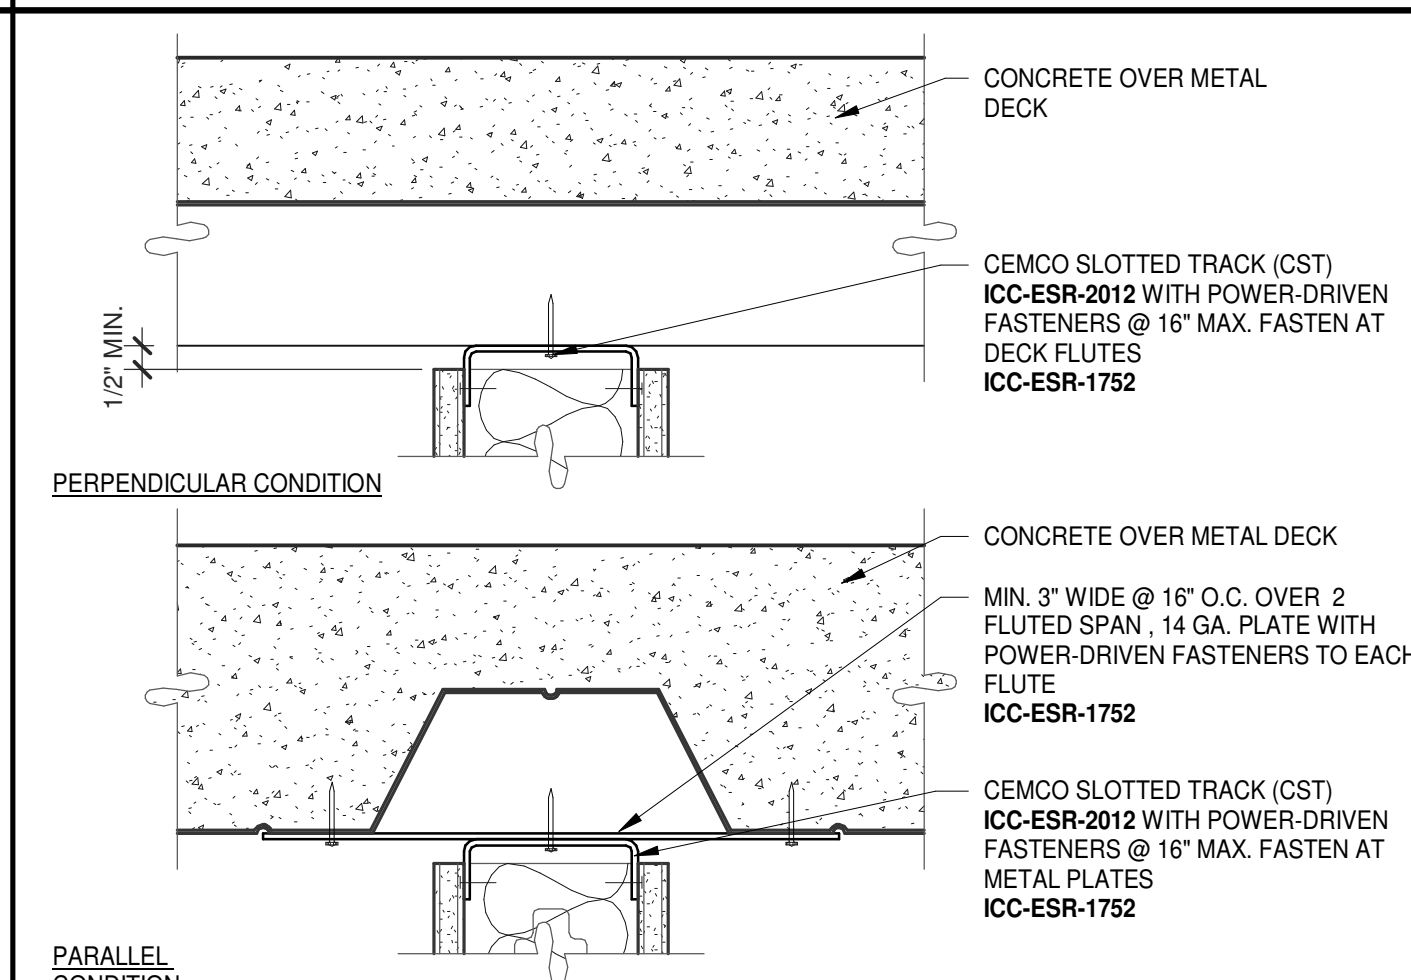 CONCRETE OVER METAL
DECK
CEMCO SLOTTED TRACK (CST)
ICC-ESR-2012 WITH POWER-DRIVEN
FASTENERS @ 16" MAX. FASTEN AT
DECK FLUTES
ICC-ESR-1752
1/2" MIN.
PERPENDICULAR CONDITION
CONCRETE OVER METAL DECK
MIN. 3" WIDE @ 16" O.C. OVER 2
FLUTED SPAN , 14 GA. PLATE WITH
POWER-DRIVEN FASTENERS TO EACH
FLUTE
ICC-ESR-1752
CEMCO SLOTTED TRACK (CST)
ICC-ESR-2012 WITH POWER-DRIVEN
FASTENERS @ 16" MAX. FASTEN AT
METAL PLATES
ICC-ESR-1752
PARALLEL
CONDITION